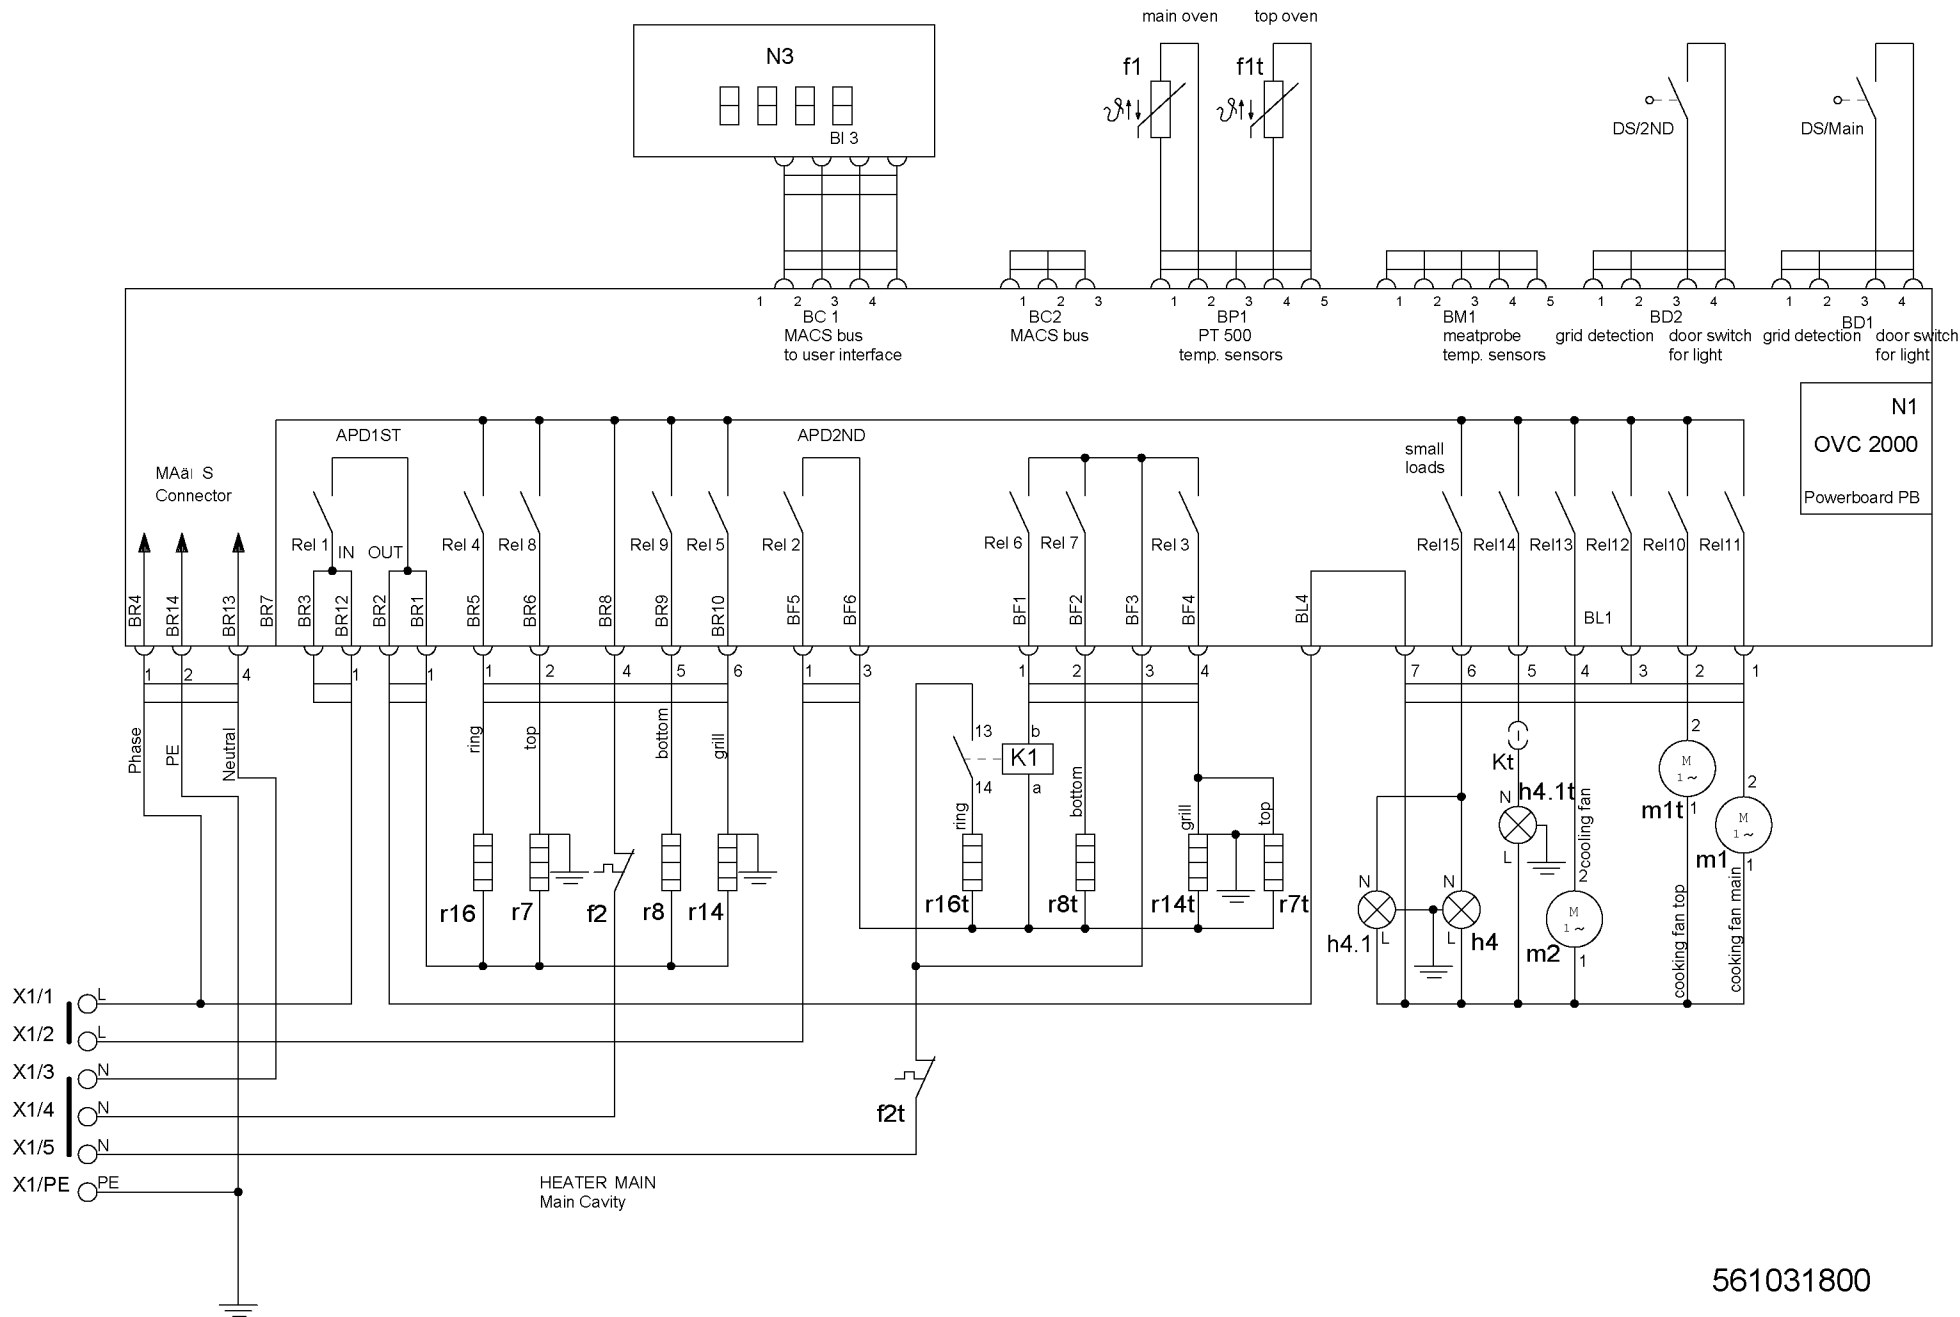 main oven top oven
N3
f1 f1t
ϑ ϑ
BI 3
DS/2ND DS/Main
1 2 3 4 1 2 3 1 2 3 4 5 1 2 3 4 5 1 2 3 4 1 2 3 4
BC 1 BC2 BP1 BM1 BD2 BD1
MACS bus MACS bus PT 500 meatprobe grid detection door switch grid detection door switch
to user interface temp. sensors temp. sensors for light for light
N1
OVC 2000
Powerboard PB
APD1ST APD2ND small
loads
MAäı S
Connector
Rel 1 IN OUT Rel 4 Rel 8 Rel 9 Rel 5 Rel 2 Rel 6 Rel 7 Rel 3 Rel15 Rel14 Rel13 Rel12 Rel10 Rel11
BR4 BR14 BR13 BR7 BR3 BR12 BR2 BR1 BR5 BR6 BR8 BR9 BR10 BF5 BF6 BF1 BF2 BF3 BF4 BL4 BL1
1 2 4 1 1 1 2 4 5 6 1 3 1 2 3 4 7 6 5 4 3 2 1
Phase PE Neutral ring top bottom grill
13 b
K1
14 a
ring bottom grill top
Kt
2
M
1~
m1t 1
2
M
1~
m1 1
N h4.1t
L
cooling fan
2
r16 r7 f2 r8 r14 r16t r8t r14t r7t
N N
h4.1 L L h4
M
1~
m2 1
cooking fan top cooking fan main
X1/1 L
X1/2 L
X1/3 N
X1/4 N
f2t
X1/5 N
X1/PE PE
HEATER MAIN
Main Cavity
561031800